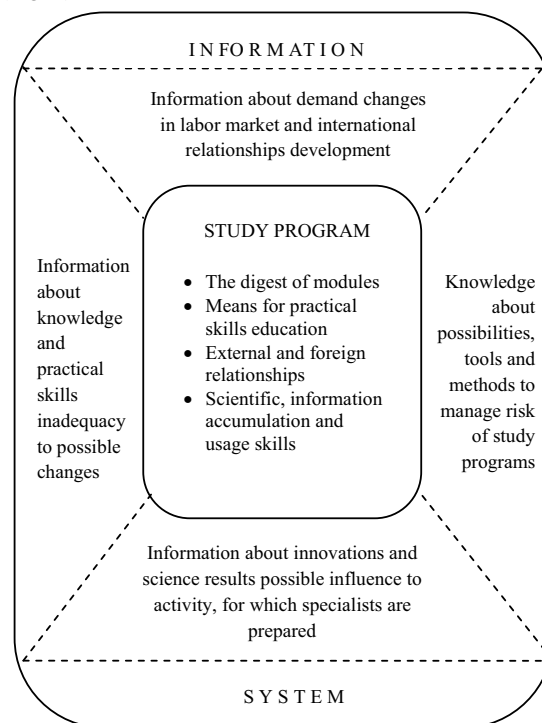 I N F O R M A T I O N
Information about demand changes
in labor market and international
relationships development
STUDY PROGRAM
• The digest of modules
• Means for practical
skills education
• External and foreign
relationships
• Scientific, information
accumulation and
usage skills
Information
about
knowledge
and
practical
skills
inadequacy
to possible
changes
Knowledge
about
possibilities,
tools and
methods to
manage risk
of study
programs
Information about innovations and
science results possible influence to
activity, for which specialists are
prepared
S Y S T E M